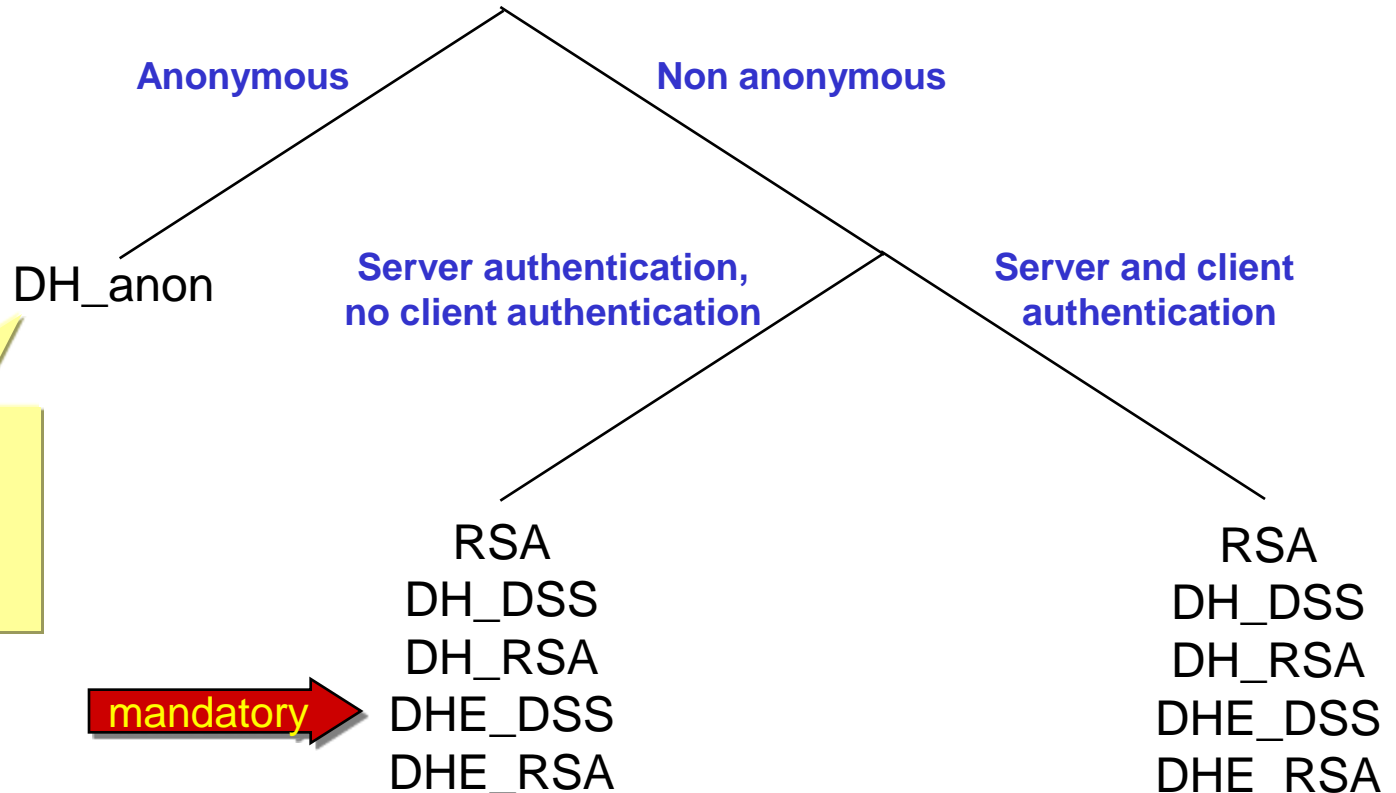 Anonymous
Non anonymous
DH_anon
Server authentication,
no client authentication
Server and client
authentication
RSA
DH_DSS
DH_RSA
DHE_DSS
DHE_RSA
mandatory
RSA
DH_DSS
DH_RSA
DHE_DSS
DHE_RSA